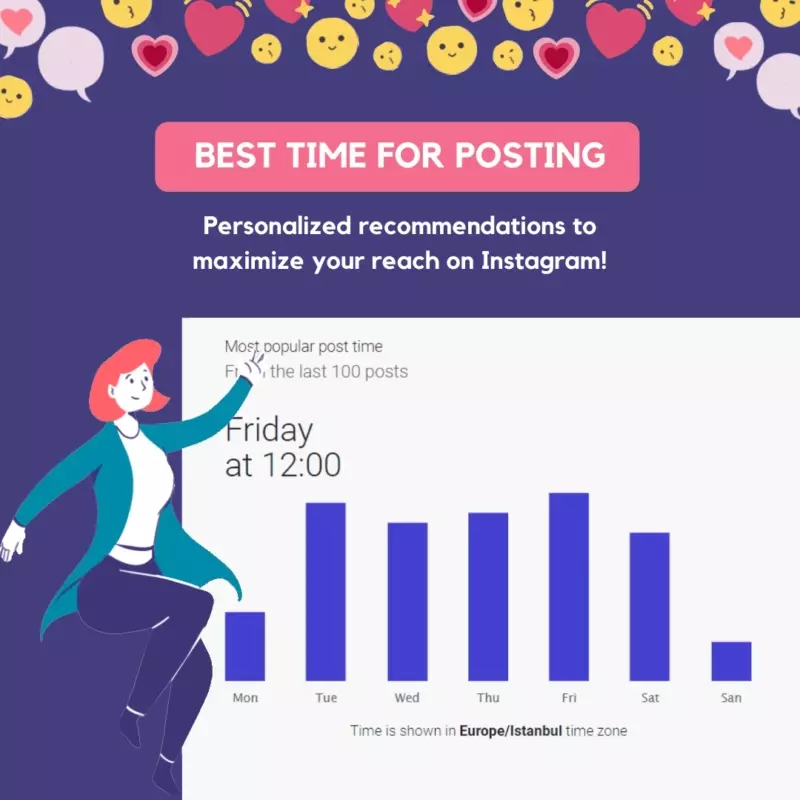 BEST TIME FOR POSTING
Personalized recommendations to
maximize your reach on Instagram!
Most popular post time
the last 100 posts
Friday
at 12:00
Mon Tue Wed Thu Fri Sat San
Time is shown in Europe/Istanbul time zone